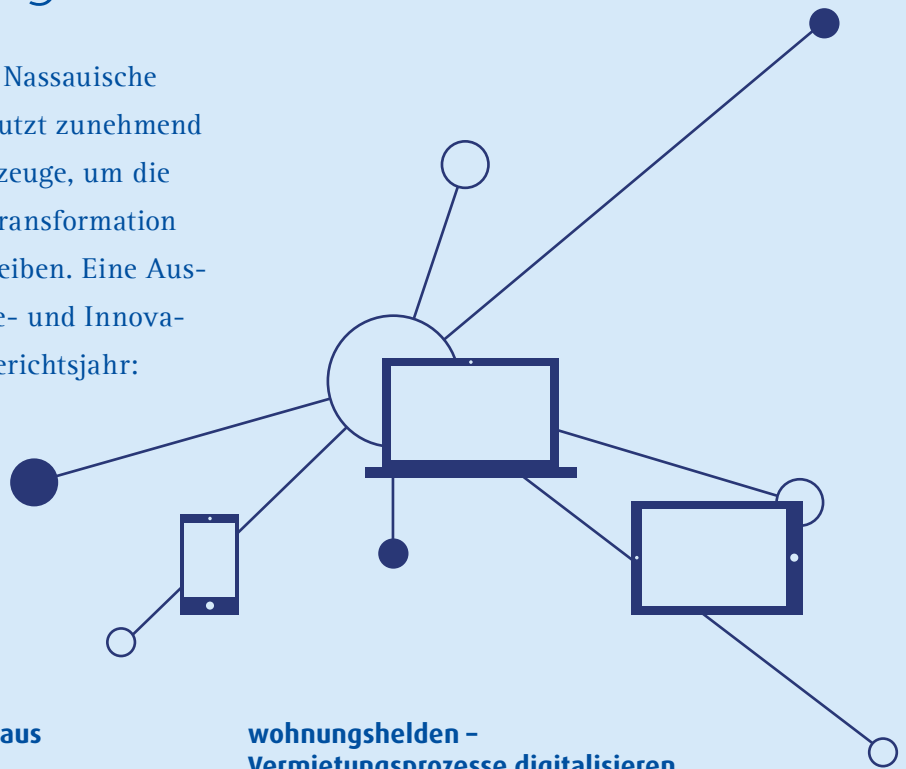 Nassauische
utzt zunehmend
zeuge, um die
ransformation
eiben. Eine Aus-
e- und Innova-
erichtsjahr:
aus
wohnungshelden –
Vermietungsprozesse digitalisieren